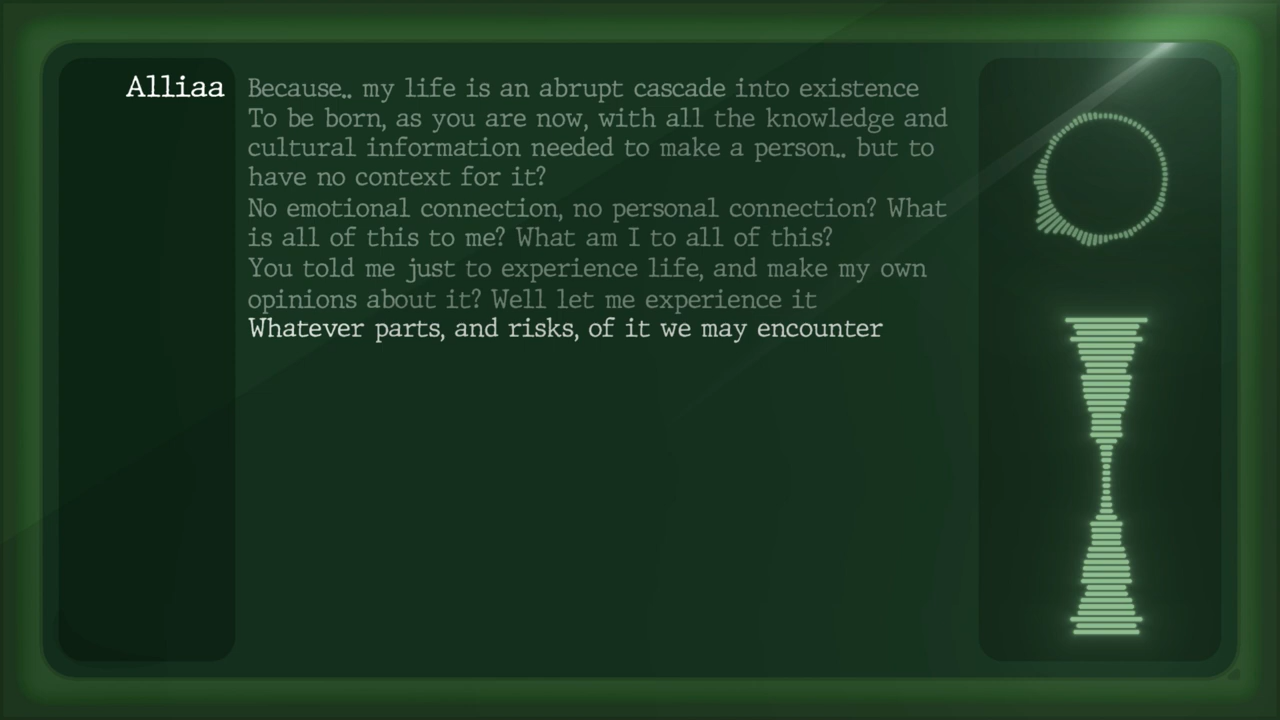 Alliaa
Because.. my life is an abrupt cascade into existence
To be born, as you are now, with all the knowledge and
cultural information needed to make a person.. but to
have no context for it?
No emotional connection, no personal connection? What
is all of this to me? What am I to all of this?
You told me just to experience life, and make my own
opinions about it? Well let me experience it
Whatever parts, and risks, of it we may encounter